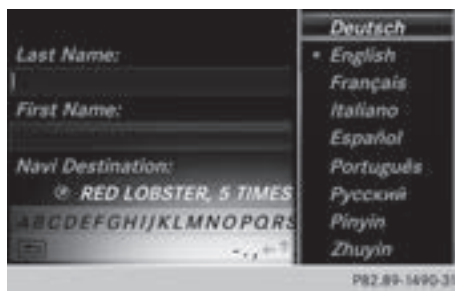 Last Name:
First Name:
Navi Destination:
RED LOBSTER, 5 TIMES
ABCDEFGHIJKLMNOPQRS
- . ,
Deutsch
• English
Français
Italiano
Español
Português
Русский
Pinyin
Zhuyin
P82.89-1490-31